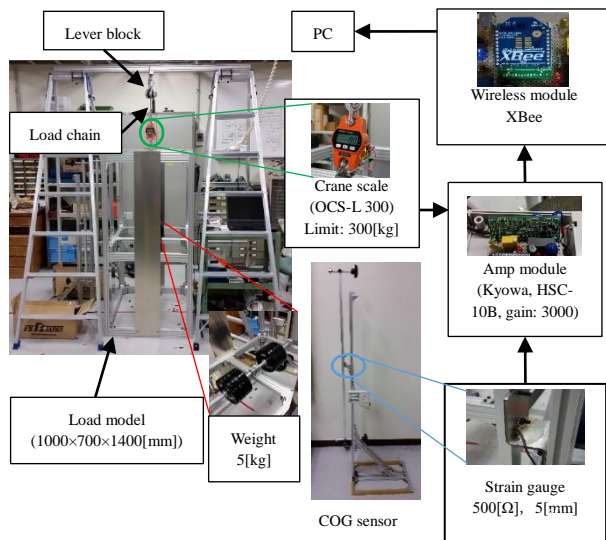 Lever block
PC
XBee
Wireless module
XBee
Load chain
Crane scale
(OCS-L 300)
Limit: 300[kg]
Amp module
(Kyowa, HSC-
10B, gain: 3000)
Load model
(1000×700×1400[mm])
Weight
5[kg]
COG sensor
Strain gauge
500[Ω], 5[mm]